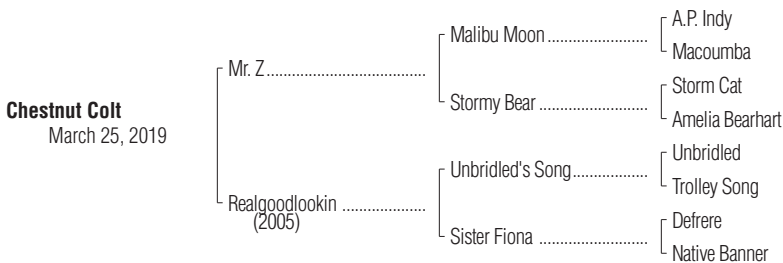 Chestnut Colt
March 25, 2019
Mr. Z
Realgoodlookin
(2005)
Malibu Moon
Stormy Bear
Unbridled's Song
Sister Fiona
A.P. Indy
Macoumba
Storm Cat
Amelia Bearhart
Unbridled
Trolley Song
Defrere
Native Banner